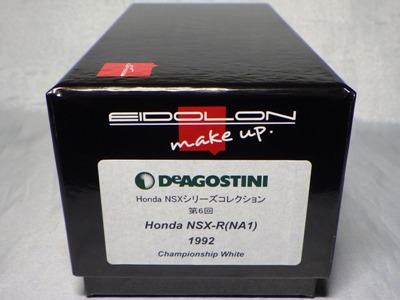 EIDOLON
make up.
DeAGOSTINI
Honda NSXシリーズコレクション
第6回
Honda NSX-R(NA1)
1992
Championship White